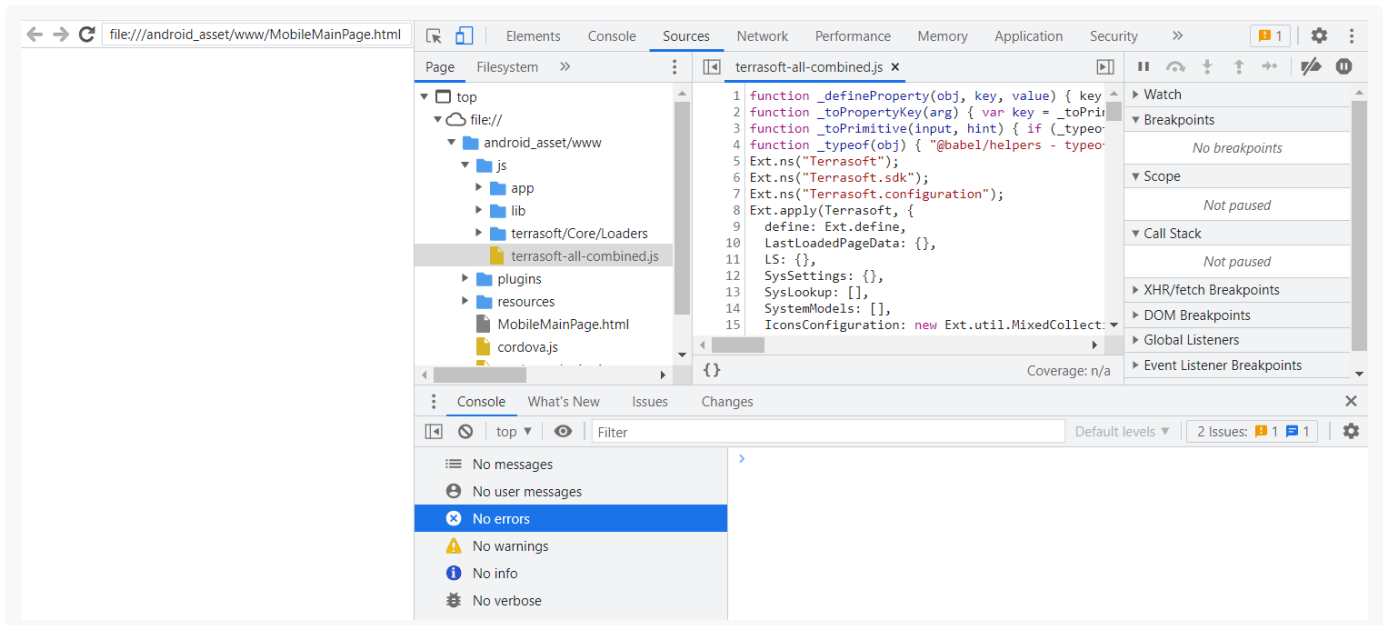 file:///android_asset/www/MobileMainPage.html
Elements Console Sources Network Performance Memory Application Security » 1
Page Filesystem »
top
file://
android_asset/www
js
app
lib
terrasoft/Core/Loaders
terrasoft-all-combined.js
plugins
resources
MobileMainPage.html
cordova.js
terrasoft-all-combined.js ×
1 function _defineProperty(obj, key, value) { key
2 function _toPropertyKey(arg) { var key = _toPri
3 function _toPrimitive(input, hint) { if (_typeo
4 function _typeof(obj) { "@babel/helpers - typeo
5 Ext.ns("Terrasoft");
6 Ext.ns("Terrasoft.sdk");
7 Ext.ns("Terrasoft.configuration");
8 Ext.apply(Terrasoft, {
9 define: Ext.define,
10 LastLoadedPageData: {},
11 LS: {},
12 SysSettings: {},
13 SysLookup: [],
14 SystemModels: [],
15 IconsConfiguration: new Ext.util.MixedCollecti
{} Coverage: n/a
Watch
Breakpoints
No breakpoints
Scope
Not paused
Call Stack
Not paused
XHR/fetch Breakpoints
DOM Breakpoints
Global Listeners
Event Listener Breakpoints
Console What's New Issues Changes
top Filter Default levels 2 Issues: 1 1
No messages
No user messages
No errors
No warnings
No info
No verbose